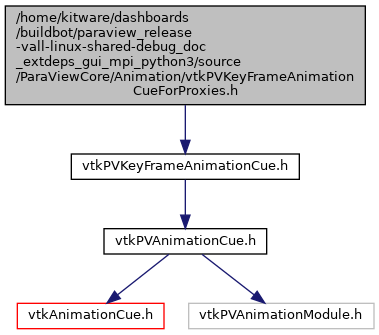 /home/kitware/dashboards
/buildbot/paraview_release
-vall-linux-shared-debug_doc
_extdeps_gui_mpi_python3/source
/ParaViewCore/Animation/vtkPVKeyFrameAnimation
CueForProxies.h
vtkPVKeyFrameAnimationCue.h
vtkPVAnimationCue.h
vtkAnimationCue.h
vtkPVAnimationModule.h